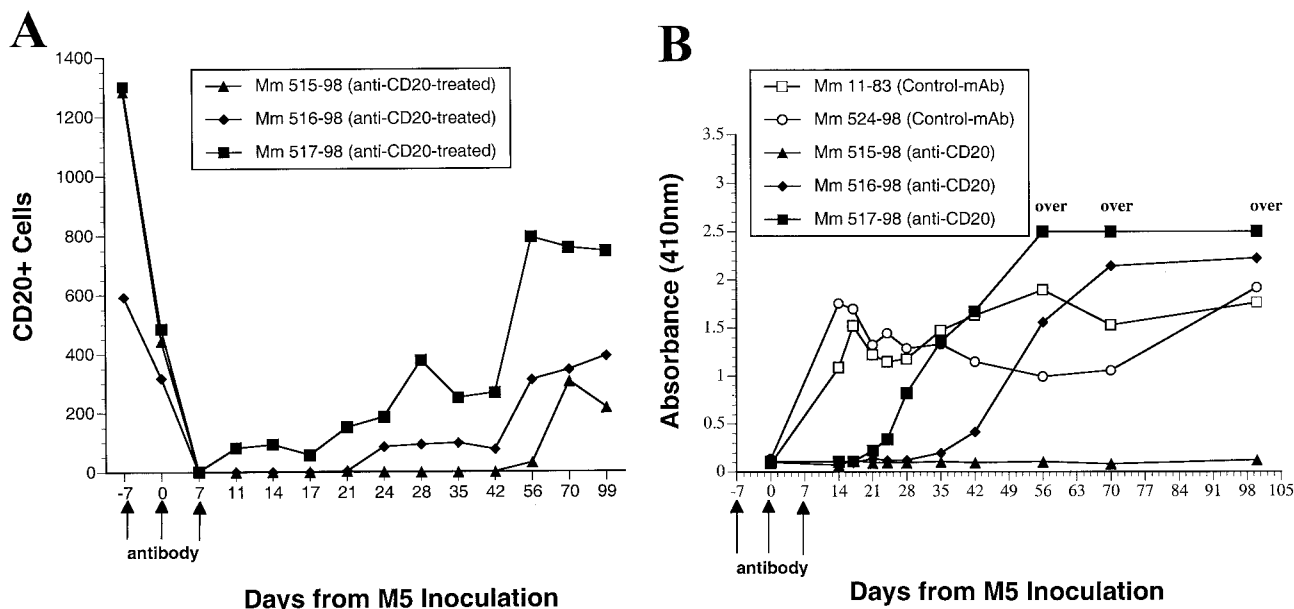 A
1400
1200
1000
800
600
400
200
0
CD20+ Cells
Mm 515-98 (anti-CD20-treated)
Mm 516-98 (anti-CD20-treated)
Mm 517-98 (anti-CD20-treated)
-7 0 7 11 14 17 21 24 28 35 42 56 70 99
antibody
Days from M5 Inoculation
B
Mm 11-83 (Control-mAb)
Mm 524-98 (Control-mAb)
Mm 515-98 (anti-CD20)
Mm 516-98 (anti-CD20)
Mm 517-98 (anti-CD20)
3.5
3
2.5
2
1.5
1
0.5
0
Absorbance (410nm)
over over over
-7 0 7 14 21 28 35 42 49 56 63 70 77 84 91 98 105
antibody
Days from M5 Inoculation